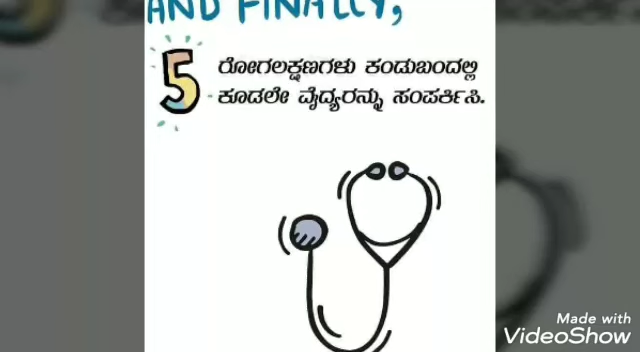 AND FINALLY,
5 ರೋಗಲಕ್ಷಣಗಳು ಕಂಡುಬಂದಲ್ಲಿ
ಕೂಡಲೇ ವೈದ್ಯರನ್ನು ಸಂಪರ್ಕಿಸಿ.
Made with
VideoShow